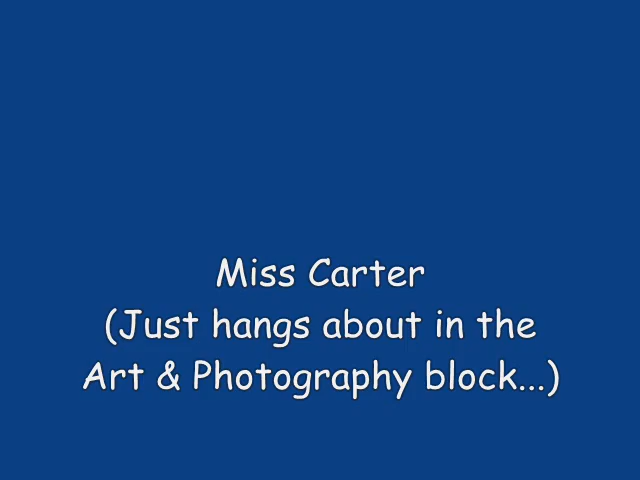 Miss Carter
(Just hangs about in the
Art & Photography block...)